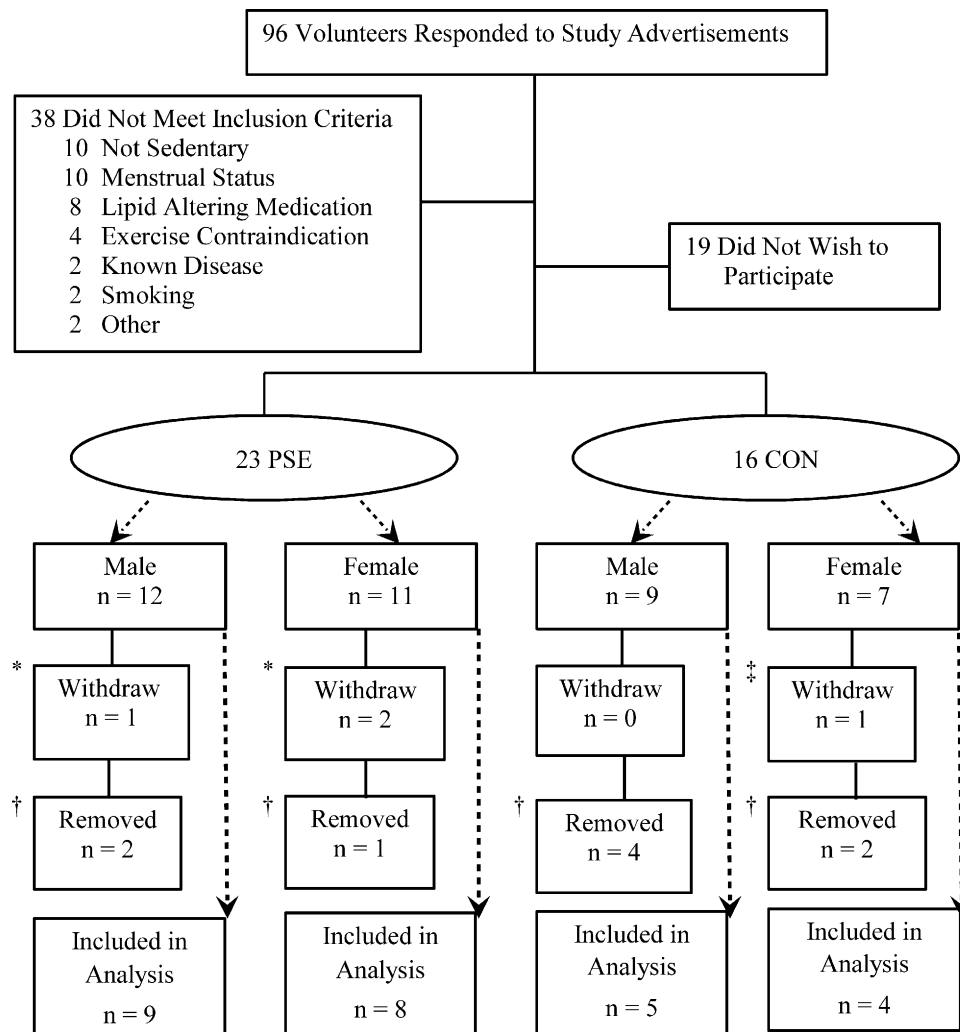 96 Volunteers Responded to Study Advertisements
38 Did Not Meet Inclusion Criteria
10 Not Sedentary
10 Menstrual Status
8 Lipid Altering Medication
4 Exercise Contraindication
2 Known Disease
2 Smoking
2 Other
19 Did Not Wish to
Participate
23 PSE
16 CON
Male
n = 12
Female
n = 11
Male
n = 9
Female
n = 7
*
Withdraw
n = 1
*
Withdraw
n = 2
Withdraw
n = 0
‡
Withdraw
n = 1
†
Removed
n = 2
†
Removed
n = 1
†
Removed
n = 4
†
Removed
n = 2
Included in
Analysis
n = 9
Included in
Analysis
n = 8
Included in
Analysis
n = 5
Included in
Analysis
n = 4